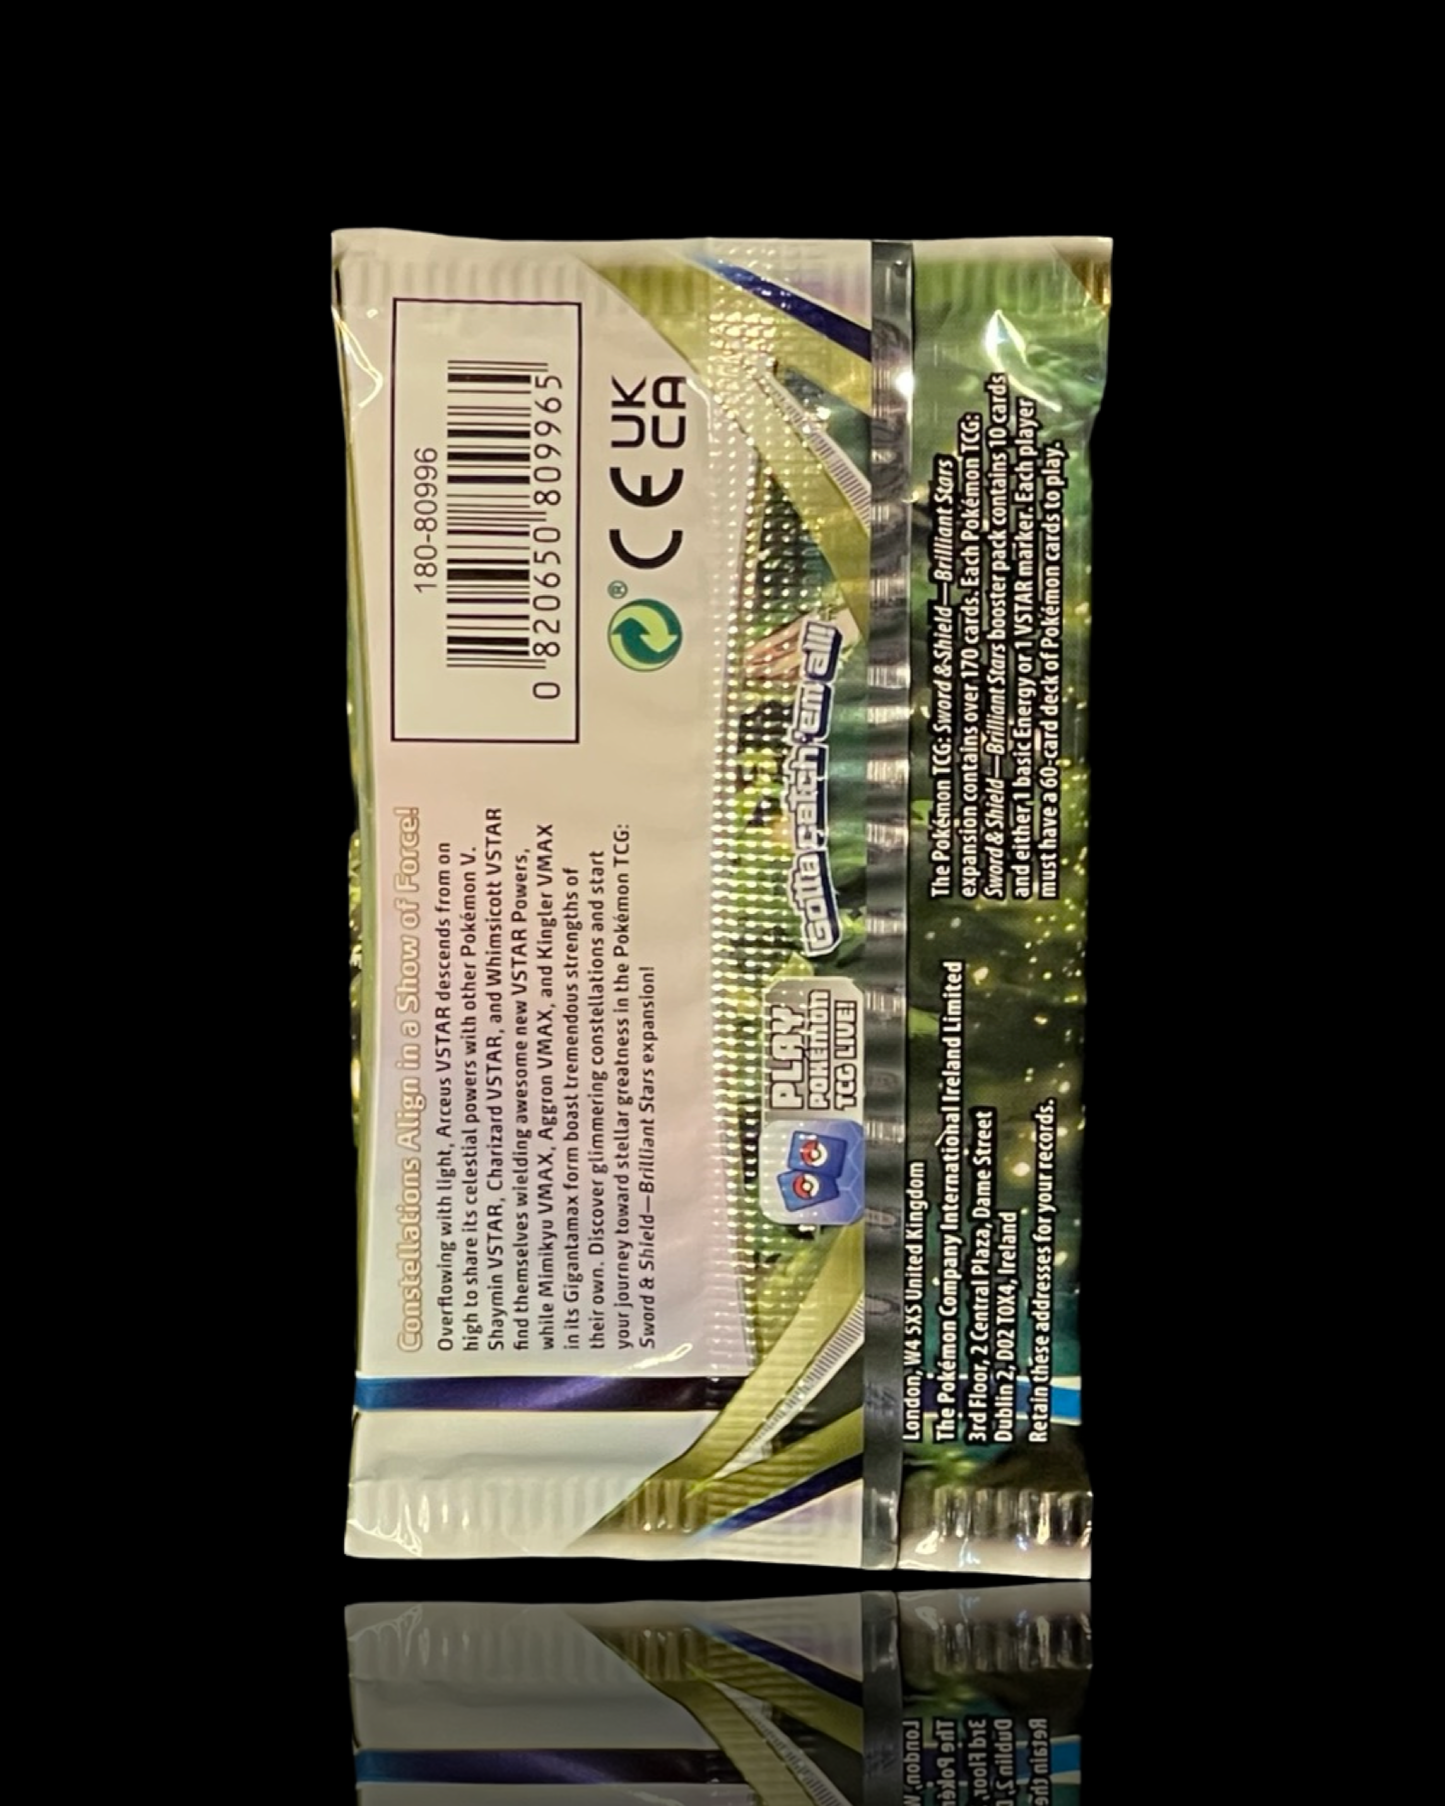 Constellations Align in a Show of Force!
Overflowing with light, Arceus VSTAR descends from on
high to share its celestial powers with other Pokémon V.
Shaymin VSTAR, Charizard VSTAR, and Whimsicott VSTAR
find themselves wielding awesome new VSTAR Powers,
while Mimikyu VMAX, Aggron VMAX, and Kingler VMAX
in its Gigantamax form boast tremendous strengths of
their own. Discover glimmering constellations and start
your journey toward stellar greatness in the Pokémon TCG:
Sword & Shield—Brilliant Stars expansion!
180-80996
0 820650 809965
®
CE UK
CA
PLAY
POKÉMON
TCG LIVE!
Gotta catch 'em all!
London, W4 5XS United Kingdom
The Pokémon Company International Ireland Limited
3rd Floor, 2 Central Plaza, Dame Street
Dublin 2, D02 T0X4, Ireland
Retain these addresses for your records.
The Pokémon TCG: Sword & Shield—Brilliant Stars
expansion contains over 170 cards. Each Pokémon TCG:
Sword & Shield—Brilliant Stars booster pack contains 10 cards
and either 1 basic Energy or 1 VSTAR marker. Each player
must have a 60-card deck of Pokémon cards to play.